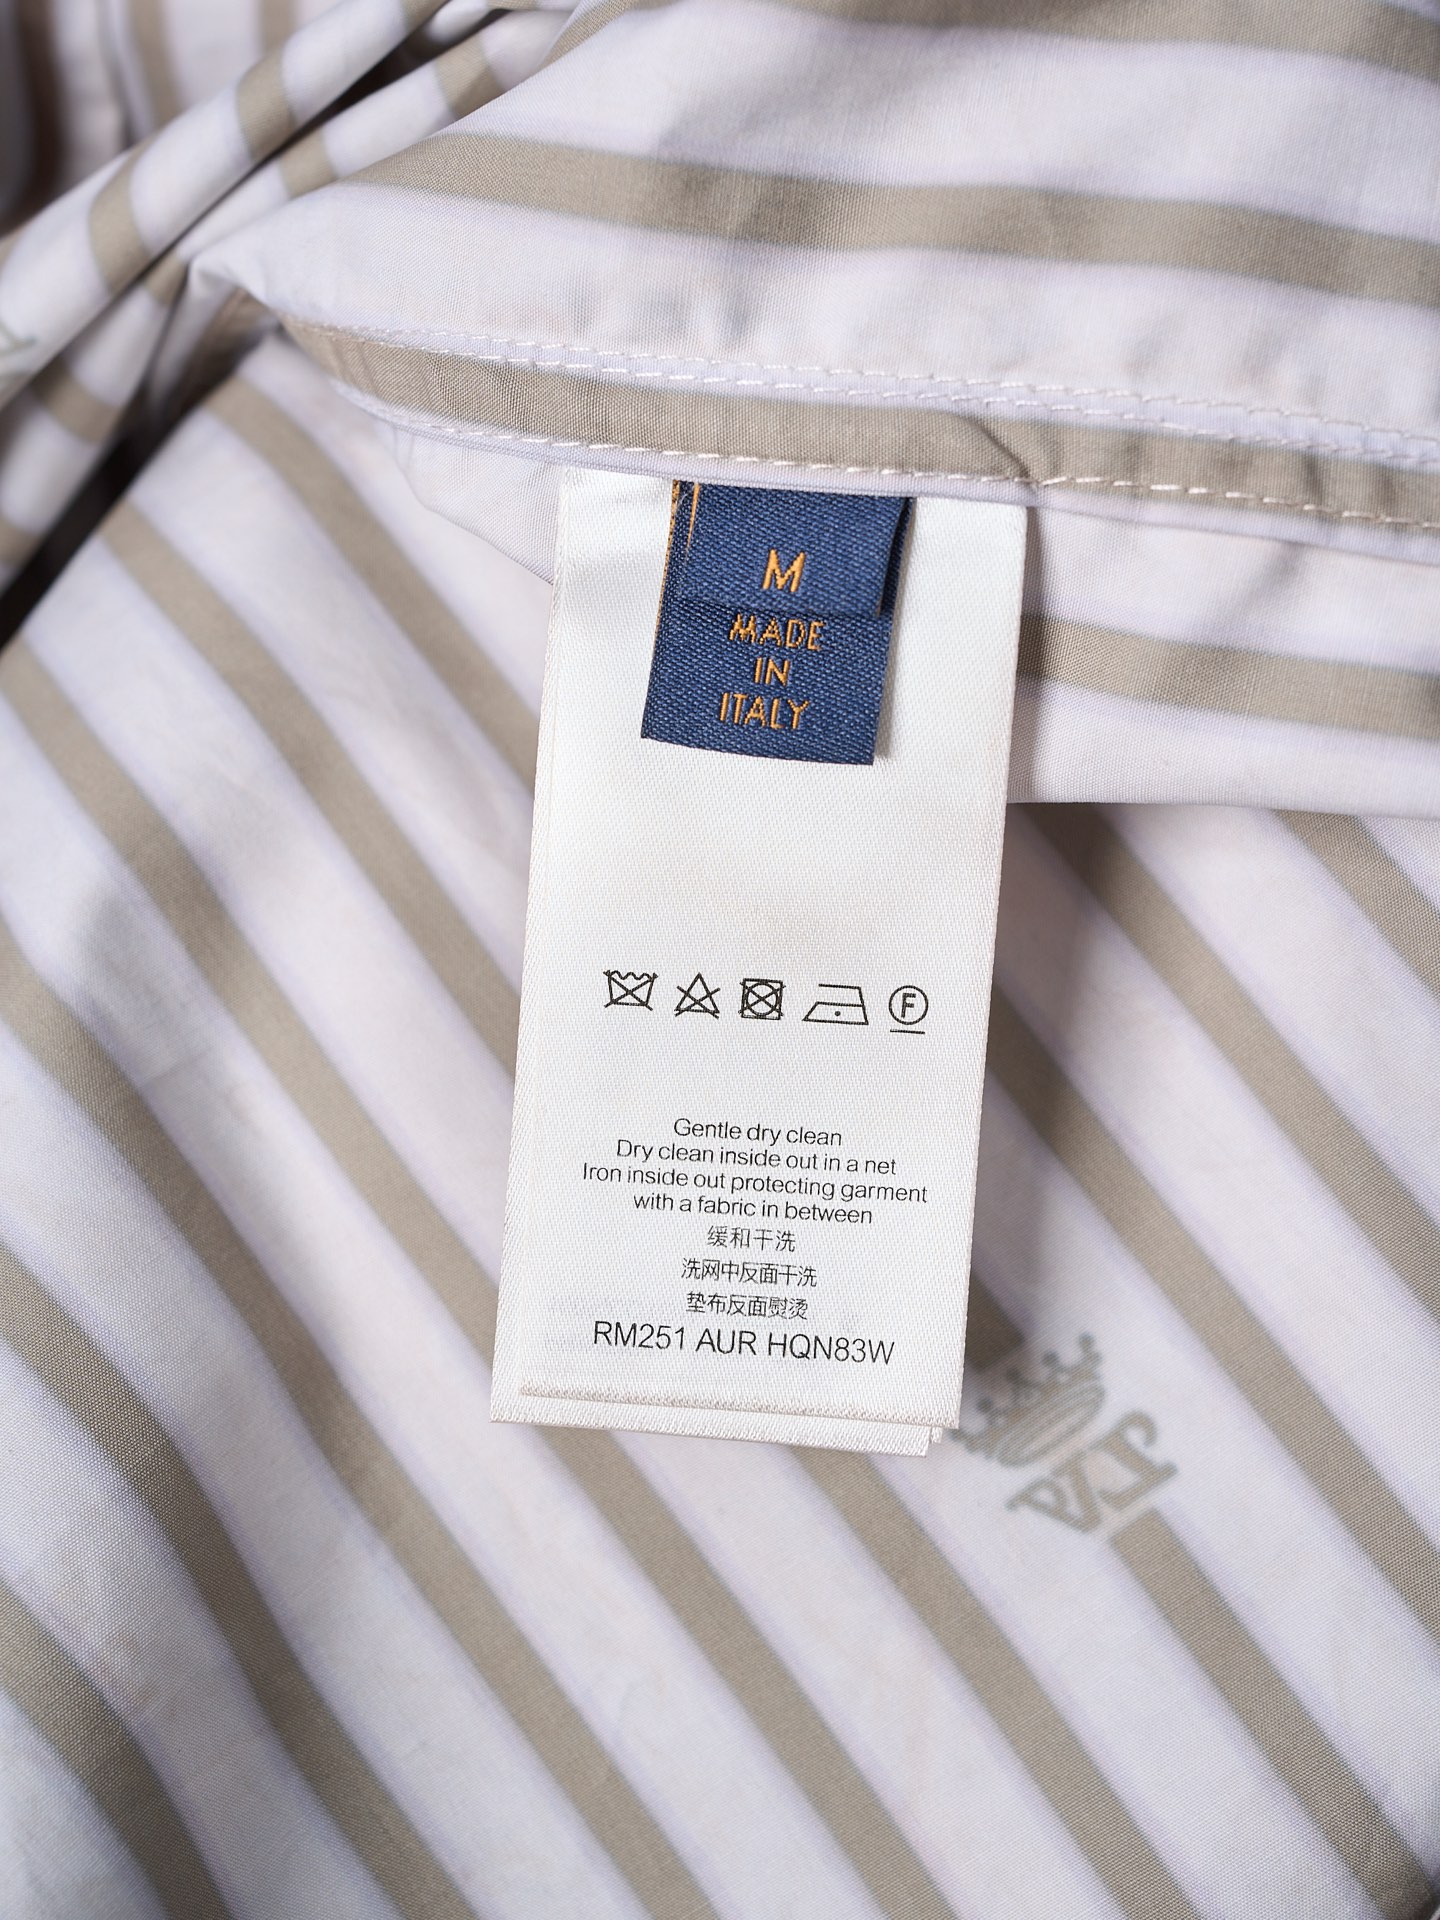 M
MADE
IN
ITALY
F
Gentle dry clean
Dry clean inside out in a net
Iron inside out protecting garment
with a fabric in between
缓和干洗
洗网中反面干洗
垫布反面熨烫
RM251 AUR HQN83W